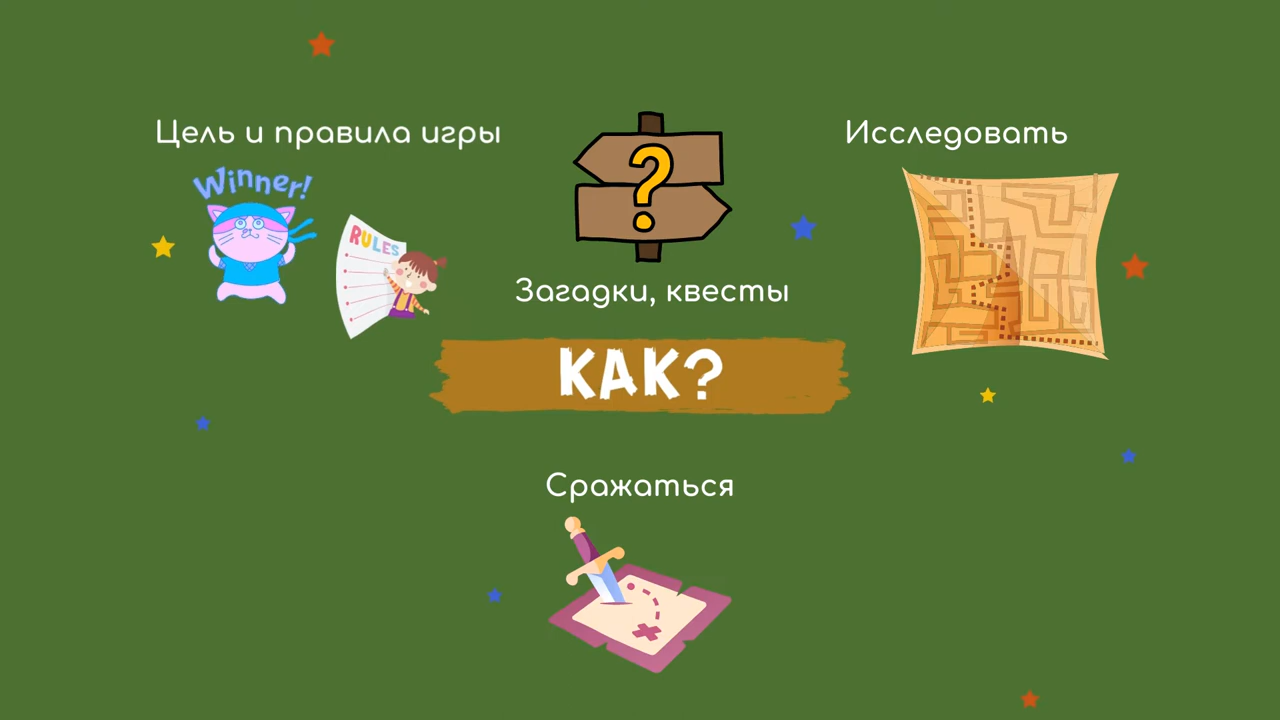 Цель и правила игры
Исследовать
Winner!
RULES
?
Загадки, квесты
КАК?
Сражаться